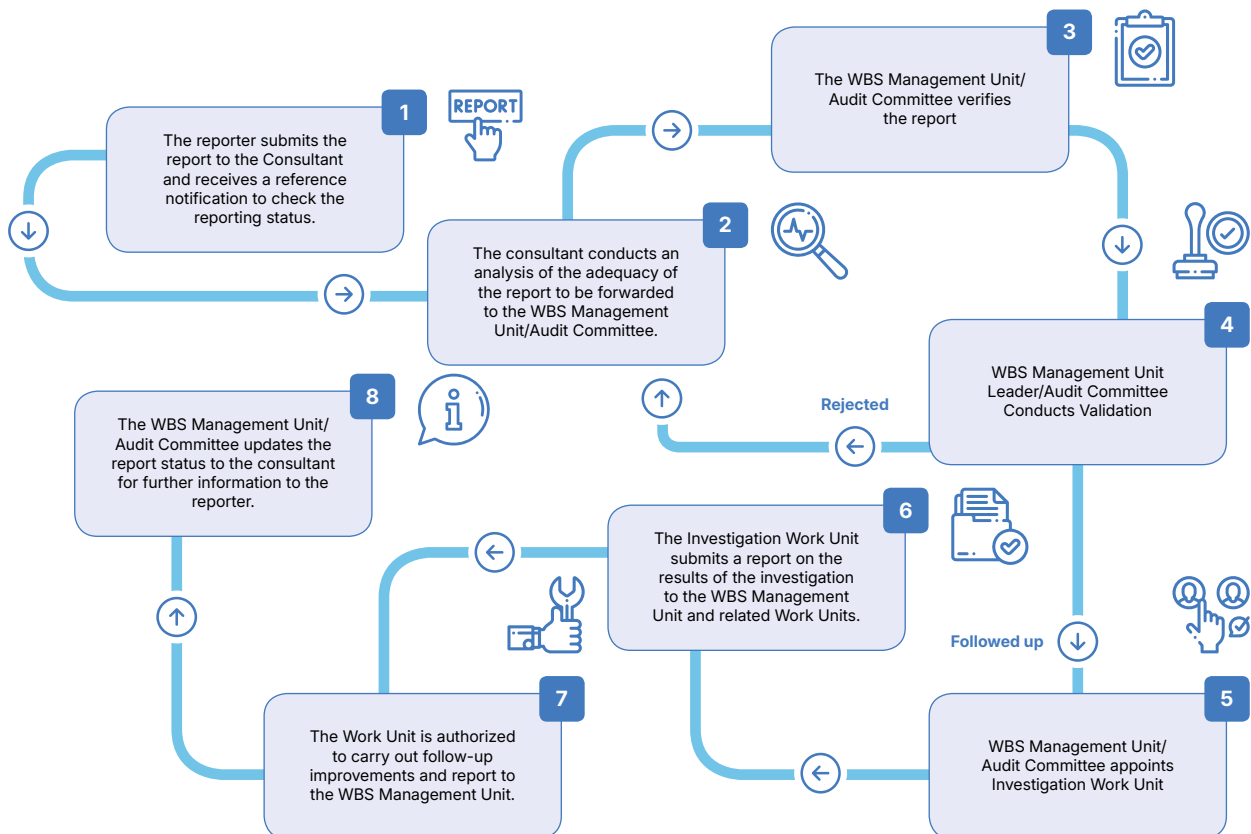 1
REPORT
The reporter submits the
report to the Consultant
and receives a reference
notification to check the
reporting status.
2
The consultant conducts an
analysis of the adequacy of
the report to be forwarded
to the WBS Management
Unit/Audit Committee.
3
The WBS Management Unit/
Audit Committee verifies
the report
4
WBS Management Unit
Leader/Audit Committee
Conducts Validation
Rejected
Followed up
5
WBS Management Unit/
Audit Committee appoints
Investigation Work Unit
6
The Investigation Work Unit
submits a report on the
results of the investigation
to the WBS Management
Unit and related Work Units.
7
The Work Unit is authorized
to carry out follow-up
improvements and report to
the WBS Management Unit.
8
The WBS Management Unit/
Audit Committee updates the
report status to the consultant
for further information to the
reporter.